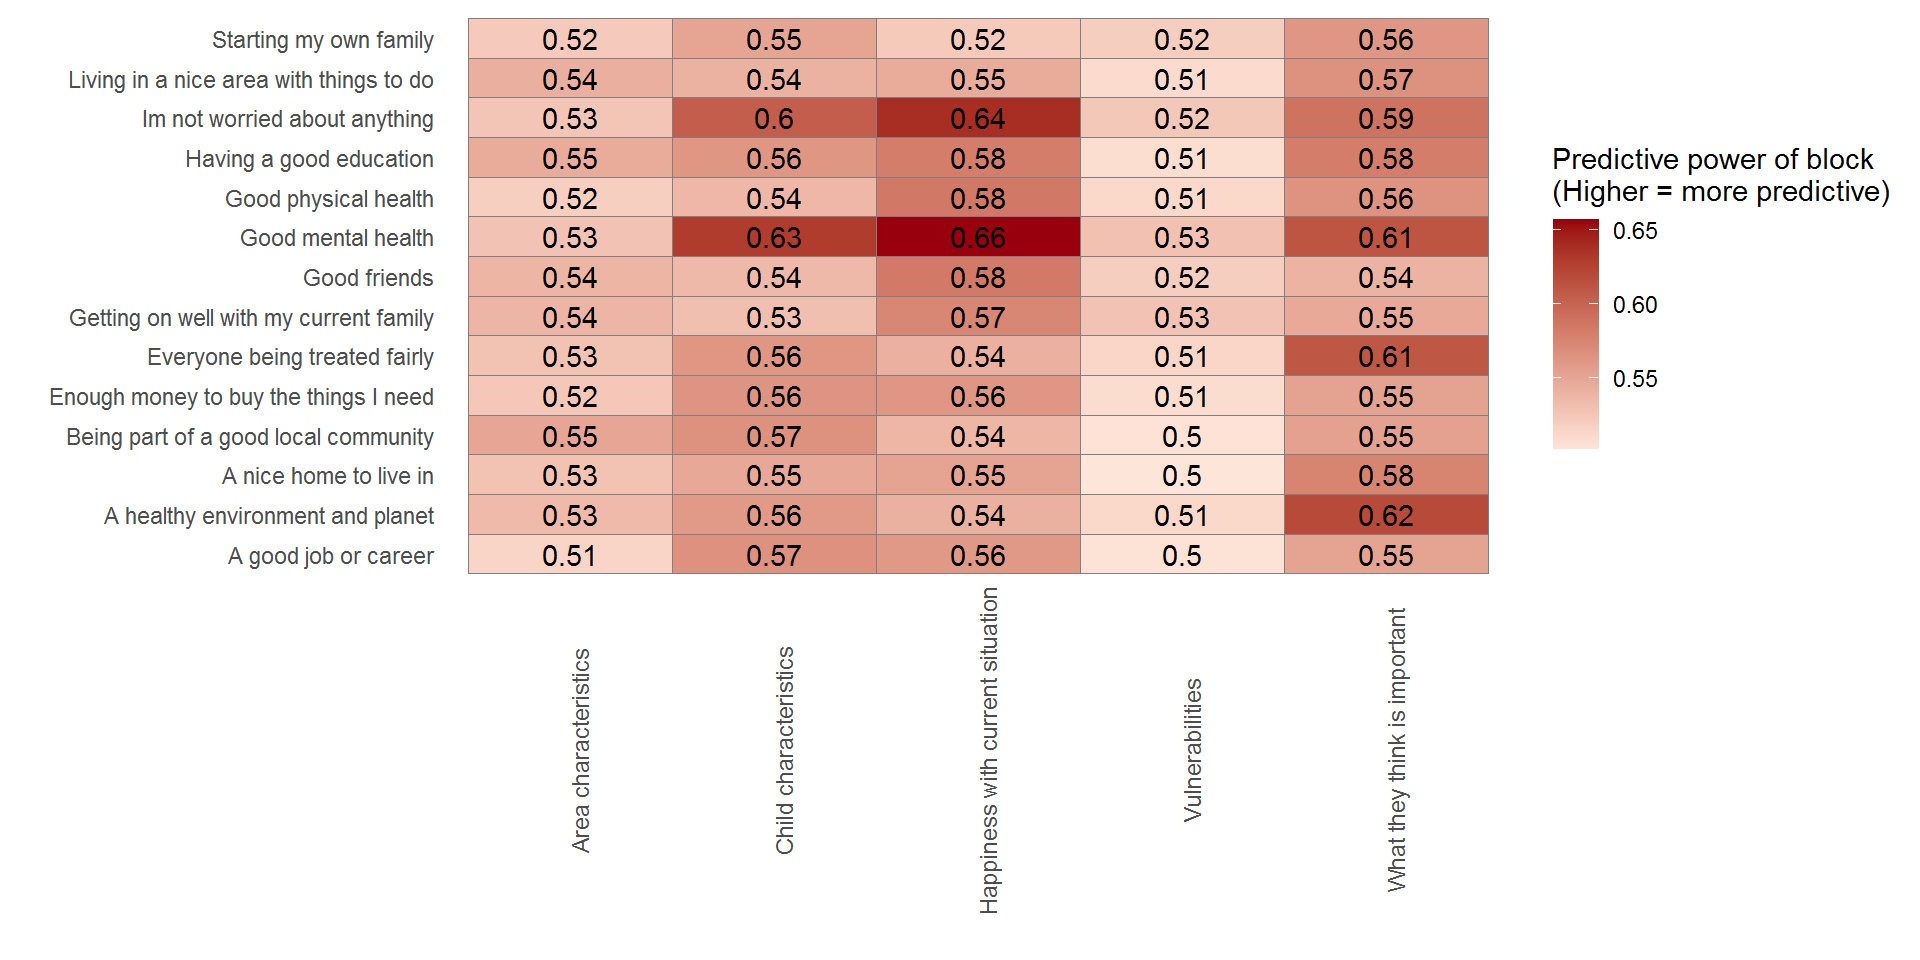 Starting my own family 0.52 0.55 0.52 0.52 0.56
Living in a nice area with things to do 0.54 0.54 0.55 0.51 0.57
Im not worried about anything 0.53 0.6 0.64 0.52 0.59
Having a good education 0.55 0.56 0.58 0.51 0.58
Good physical health 0.52 0.54 0.58 0.51 0.56
Good mental health 0.53 0.63 0.66 0.53 0.61
Good friends 0.54 0.54 0.58 0.52 0.54
Getting on well with my current family 0.54 0.53 0.57 0.53 0.55
Everyone being treated fairly 0.53 0.56 0.54 0.51 0.61
Enough money to buy the things I need 0.52 0.56 0.56 0.51 0.55
Being part of a good local community 0.55 0.57 0.54 0.5 0.55
A nice home to live in 0.53 0.55 0.55 0.5 0.58
A healthy environment and planet 0.53 0.56 0.54 0.51 0.62
A good job or career 0.51 0.57 0.56 0.5 0.55
Area characteristics
Child characteristics
Happiness with current situation
Vulnerabilities
What they think is important
Predictive power of block
(Higher = more predictive)
0.65
0.60
0.55